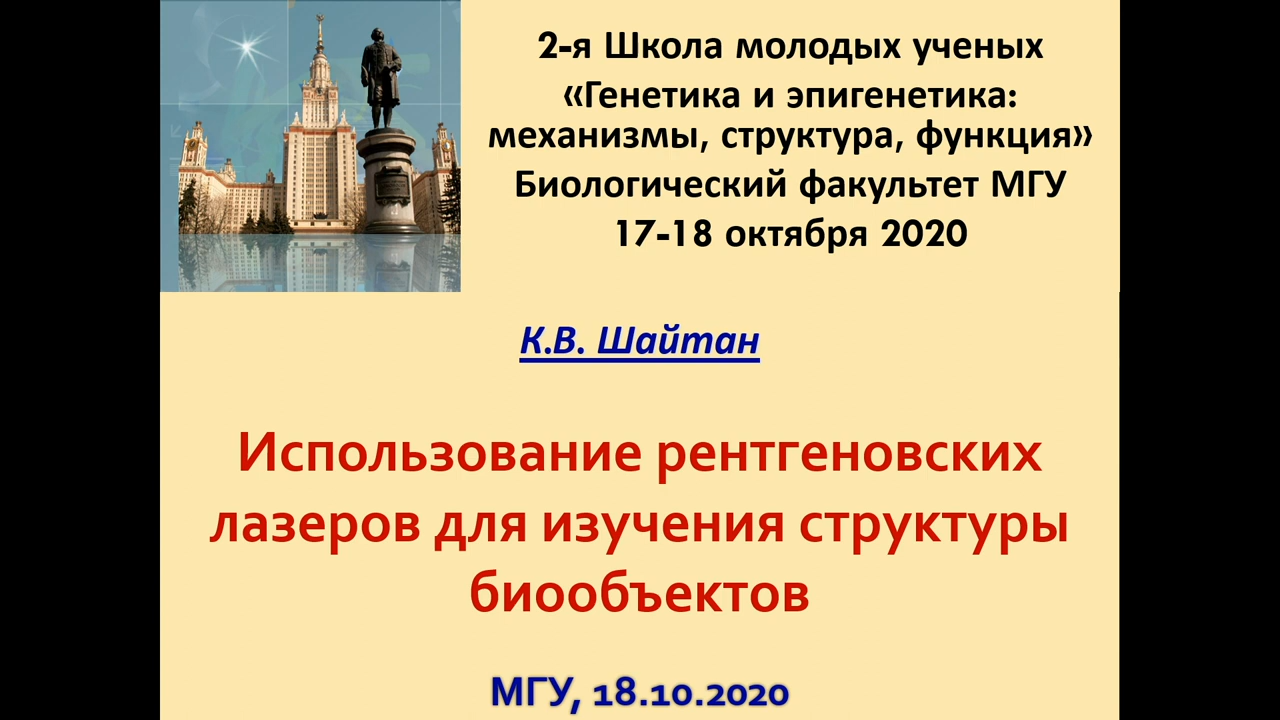 2-я Школа молодых ученых
«Генетика и эпигенетика:
механизмы, структура, функция»
Биологический факультет МГУ
17-18 октября 2020
К.В. Шайтан
Использование рентгеновских
лазеров для изучения структуры
биообъектов
МГУ, 18.10.2020